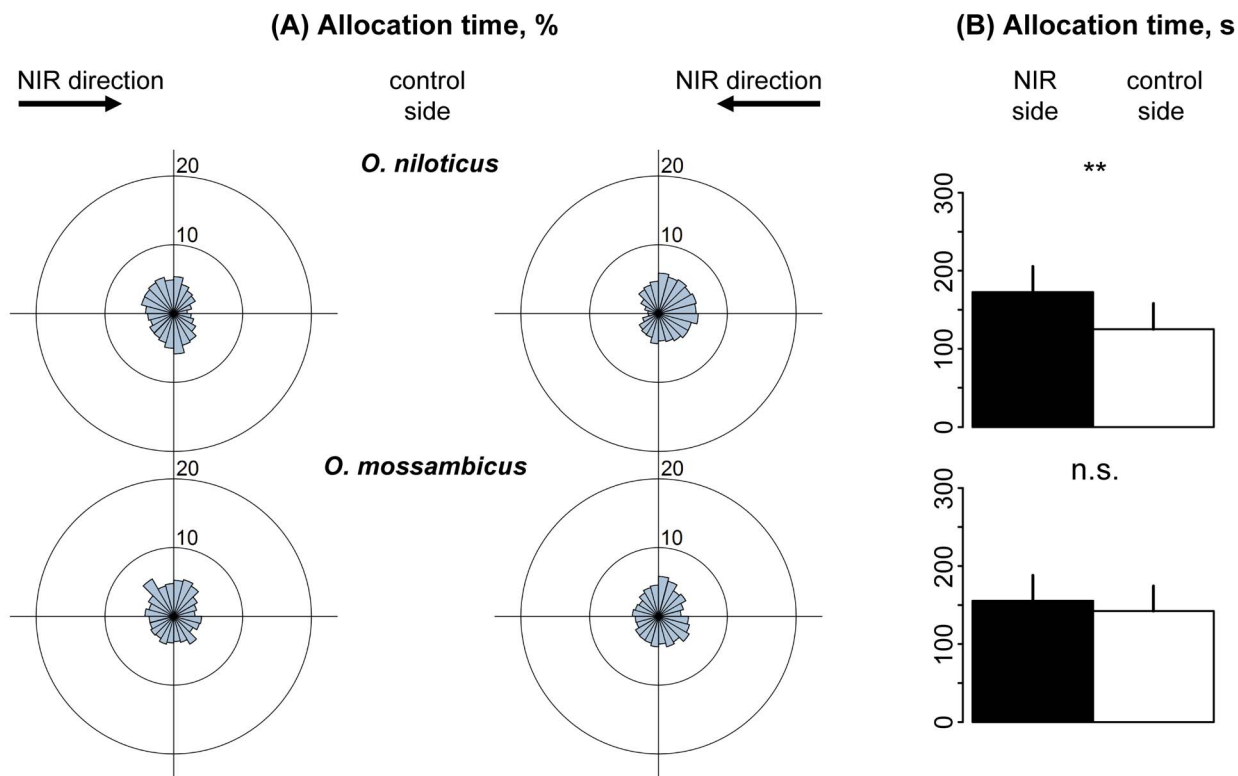 (A) Allocation time, %
(B) Allocation time, s
NIR direction
control
side
NIR direction
NIR
side
control
side
O. niloticus
20
10
20
10
**
300
200
100
0
O. mossambicus
20
10
20
10
n.s.
300
200
100
0